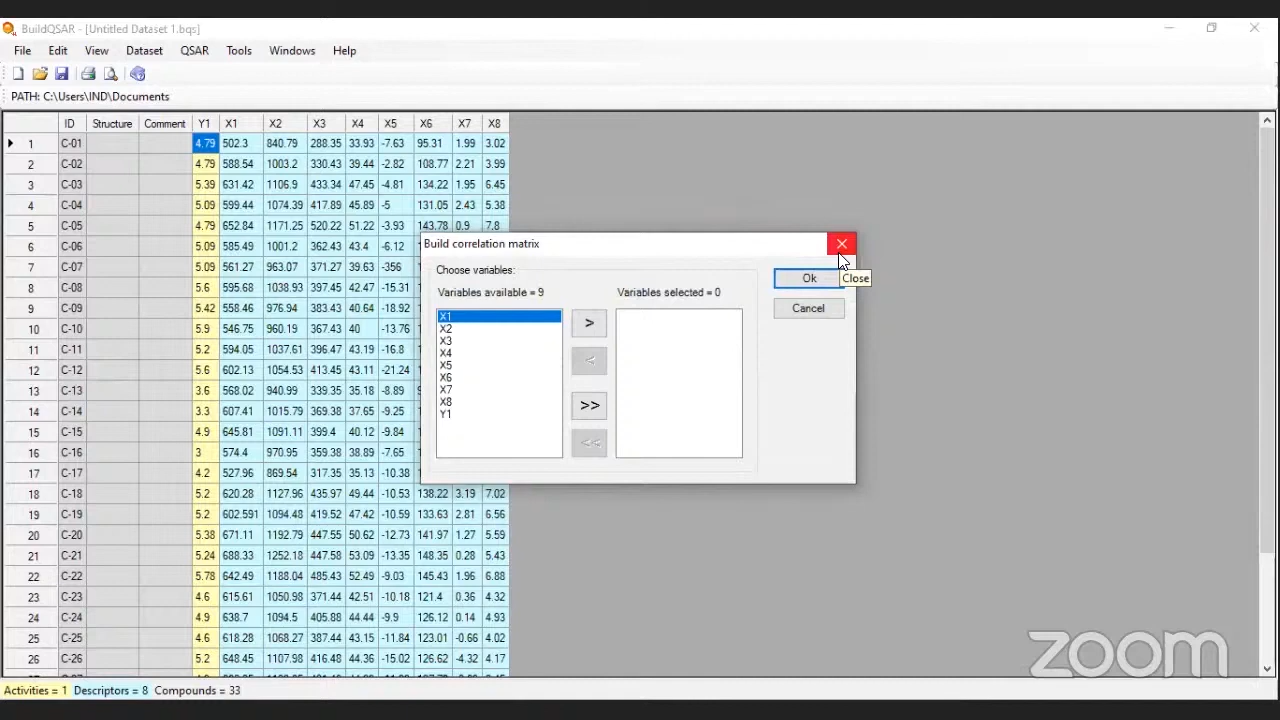 BuildQSAR - [Untitled Dataset 1.bqs]
File Edit View Dataset QSAR Tools Windows Help
PATH: C:\Users\IND\Documents
ID Structure Comment Y1 X1 X2 X3 X4 X5 X6 X7 X8
1 C-01 4.79 502.3 840.79 288.35 33.93 -7.63 95.31 1.99 3.02
2 C-02 4.79 588.54 1003.2 330.43 39.44 -2.82 108.77 2.21 3.99
3 C-03 5.39 631.42 1106.9 433.34 47.45 -4.81 134.22 1.95 6.45
4 C-04 5.09 599.44 1074.39 417.89 45.89 -5 131.05 2.43 5.38
5 C-05 4.79 652.84 1171.25 520.22 51.22 -3.93 143.78 0.9 7.8
6 C-06 5.09 585.49 1001.2 362.43 43.4 -6.12
7 C-07 5.09 561.27 963.07 371.27 39.63 -356
8 C-08 5.6 595.68 1038.93 397.45 42.47 -15.31
9 C-09 5.42 558.46 976.94 383.43 40.64 -18.92
10 C-10 5.9 546.75 960.19 367.43 40 -13.76
11 C-11 5.2 594.05 1037.61 396.47 43.19 -16.8
12 C-12 5.6 602.13 1054.53 413.45 43.11 -21.24
13 C-13 3.6 568.02 940.99 339.35 35.18 -8.89
14 C-14 3.3 607.41 1015.79 369.38 37.65 -9.25
15 C-15 4.9 645.81 1091.11 399.4 40.12 -9.84
16 C-16 3 574.4 970.95 359.38 38.89 -7.65
17 C-17 4.2 527.96 869.54 317.35 35.13 -10.38
18 C-18 5.2 620.28 1127.96 435.97 49.44 -10.53 138.22 3.19 7.02
19 C-19 5.2 602.591 1094.48 419.52 47.42 -10.59 133.63 2.81 6.56
20 C-20 5.38 671.11 1192.79 447.55 50.62 -12.73 141.97 1.27 5.59
21 C-21 5.24 688.33 1252.18 447.58 53.09 -13.35 148.35 0.28 5.43
22 C-22 5.78 642.49 1188.04 485.43 52.49 -9.03 145.43 1.96 6.88
23 C-23 4.6 615.61 1050.98 371.44 42.51 -10.18 121.4 0.36 4.32
24 C-24 4.9 638.7 1094.5 405.88 44.44 -9.9 126.12 0.14 4.93
25 C-25 4.6 618.28 1068.27 387.44 43.15 -11.84 123.01 -0.66 4.02
26 C-26 5.2 648.45 1107.98 416.48 44.36 -15.02 126.62 -4.32 4.17
Build correlation matrix
Choose variables:
Variables available = 9 Variables selected = 0
X1
X2
X3
X4
X5
X6
X7
X8
Y1
>
<
>>
<<
Ok
Close
Cancel
zoom
Activities = 1 Descriptors = 8 Compounds = 33